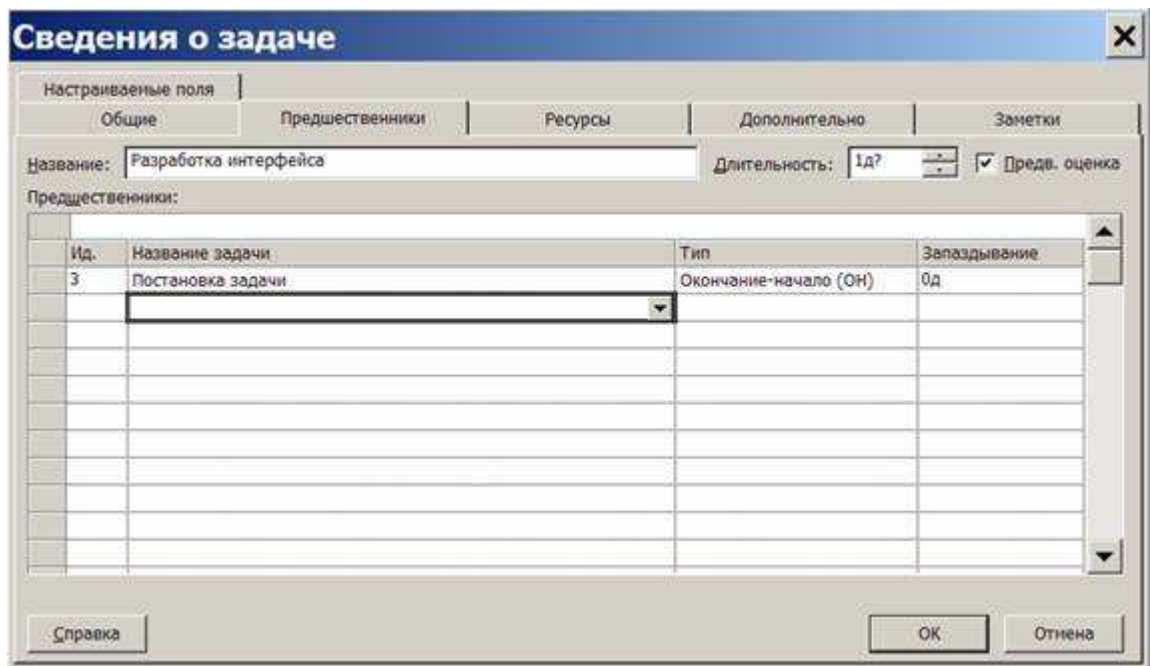 Сведения о задаче
Настраиваемые поля
Общие Предшественники Ресурсы Дополнительно Заметки
Название: Разработка интерфейса Длительность: 1д? Предв. оценка
Предшественники:
Ид. Название задачи Тип Запаздывание
3 Постановка задачи Окончание-начало (ОН) 0д
Справка ОК Отмена